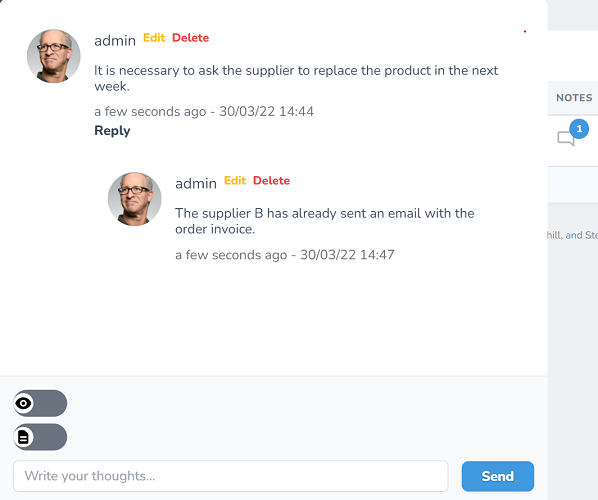 admin Edit Delete
It is necessary to ask the supplier to replace the product in the next
week.
a few seconds ago - 30/03/22 14:44
Reply
admin Edit Delete
The supplier B has already sent an email with the
order invoice.
a few seconds ago - 30/03/22 14:47
Write your thoughts...
Send
NOTES
1
hill, and Ste